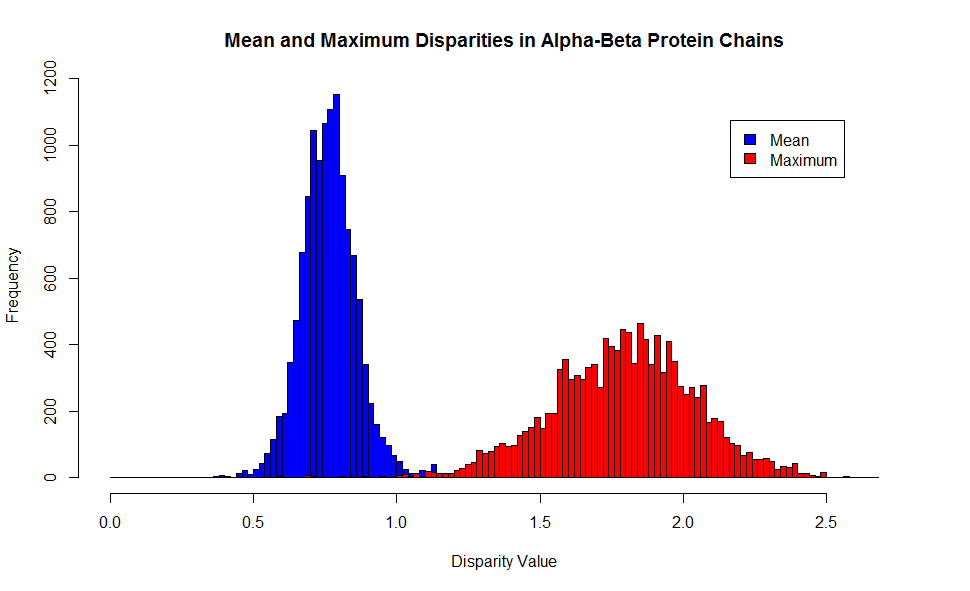 Mean and Maximum Disparities in Alpha-Beta Protein Chains
1200
1000
800
600
400
200
0
Frequency
Mean
Maximum
0.0 0.5 1.0 1.5 2.0 2.5
Disparity Value